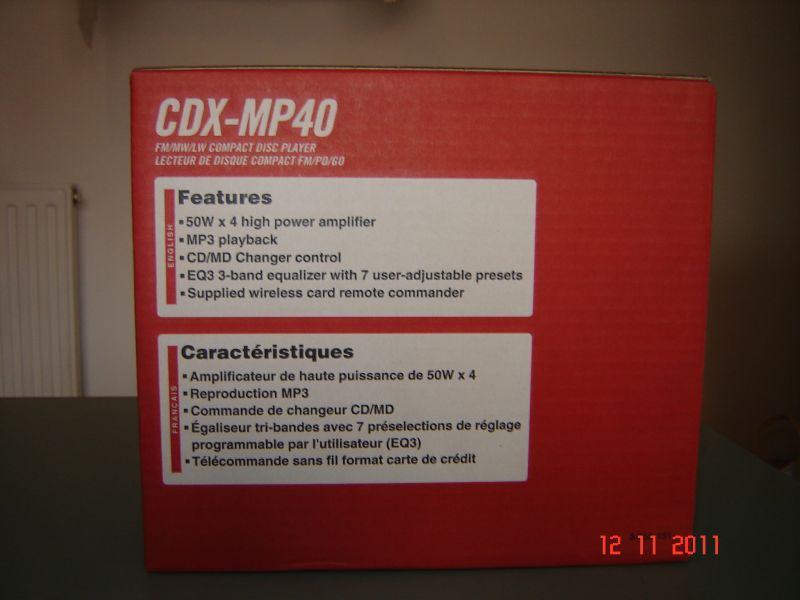 CDX-MP40
FM/MW/LW COMPACT DISC PLAYER
LECTEUR DE DISQUE COMPACT FM/PO/GO
ENGLISH
Features
▪ 50W x 4 high power amplifier
▪ MP3 playback
▪ CD/MD Changer control
▪ EQ3 3-band equalizer with 7 user-adjustable presets
▪ Supplied wireless card remote commander
FRANÇAIS
Caractéristiques
▪ Amplificateur de haute puissance de 50W x 4
▪ Reproduction MP3
▪ Commande de changeur CD/MD
▪ Égaliseur tri-bandes avec 7 préselections de réglage
programmable par l'utilisateur (EQ3)
▪ Télécommande sans fil format carte de crédit
12 11 2011